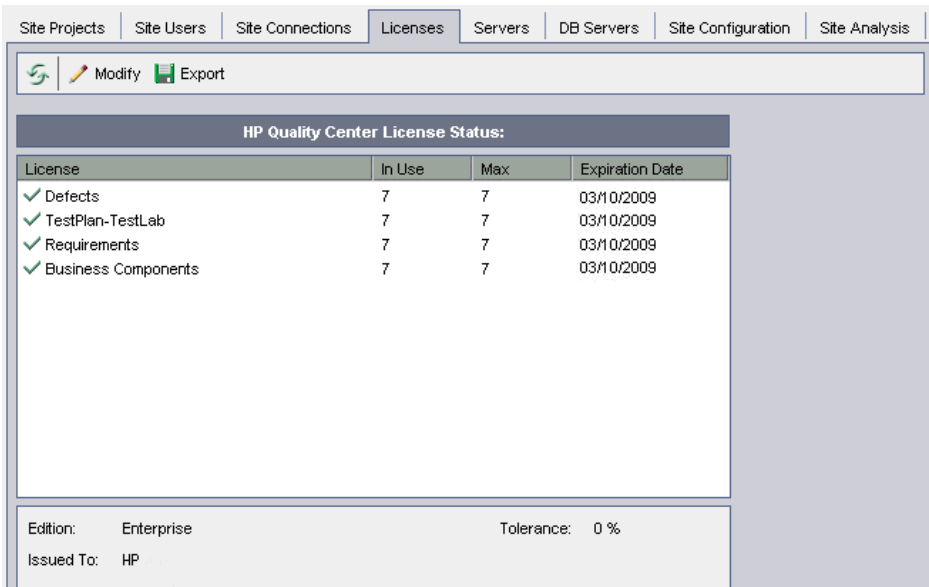 Site Projects Site Users Site Connections Licenses Servers DB Servers Site Configuration Site Analysis
Modify Export
HP Quality Center License Status:
License In Use Max Expiration Date
Defects 7 7 03/10/2009
TestPlan-TestLab 7 7 03/10/2009
Requirements 7 7 03/10/2009
Business Components 7 7 03/10/2009
Edition: Enterprise Tolerance: 0 %
Issued To: HP